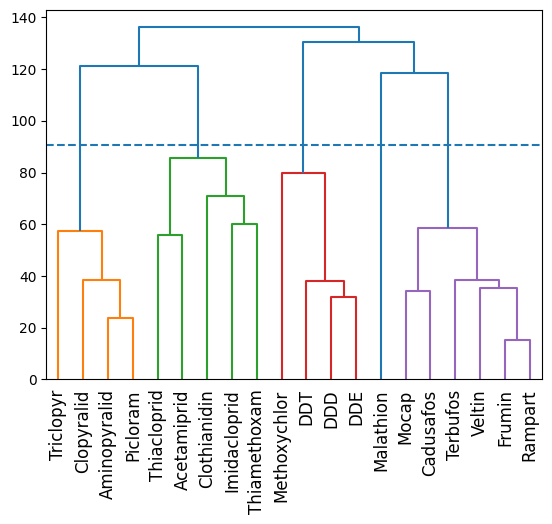 140
120
100
80
60
40
20
0
Triclopyr
Clopyralid
Aminopyralid
Picloram
Thiacloprid
Acetamiprid
Clothianidin
Imidacloprid
Thiamethoxam
Methoxychlor
DDT
DDD
DDE
Malathion
Mocap
Cadusafos
Terbufos
Veltin
Frumin
Rampart